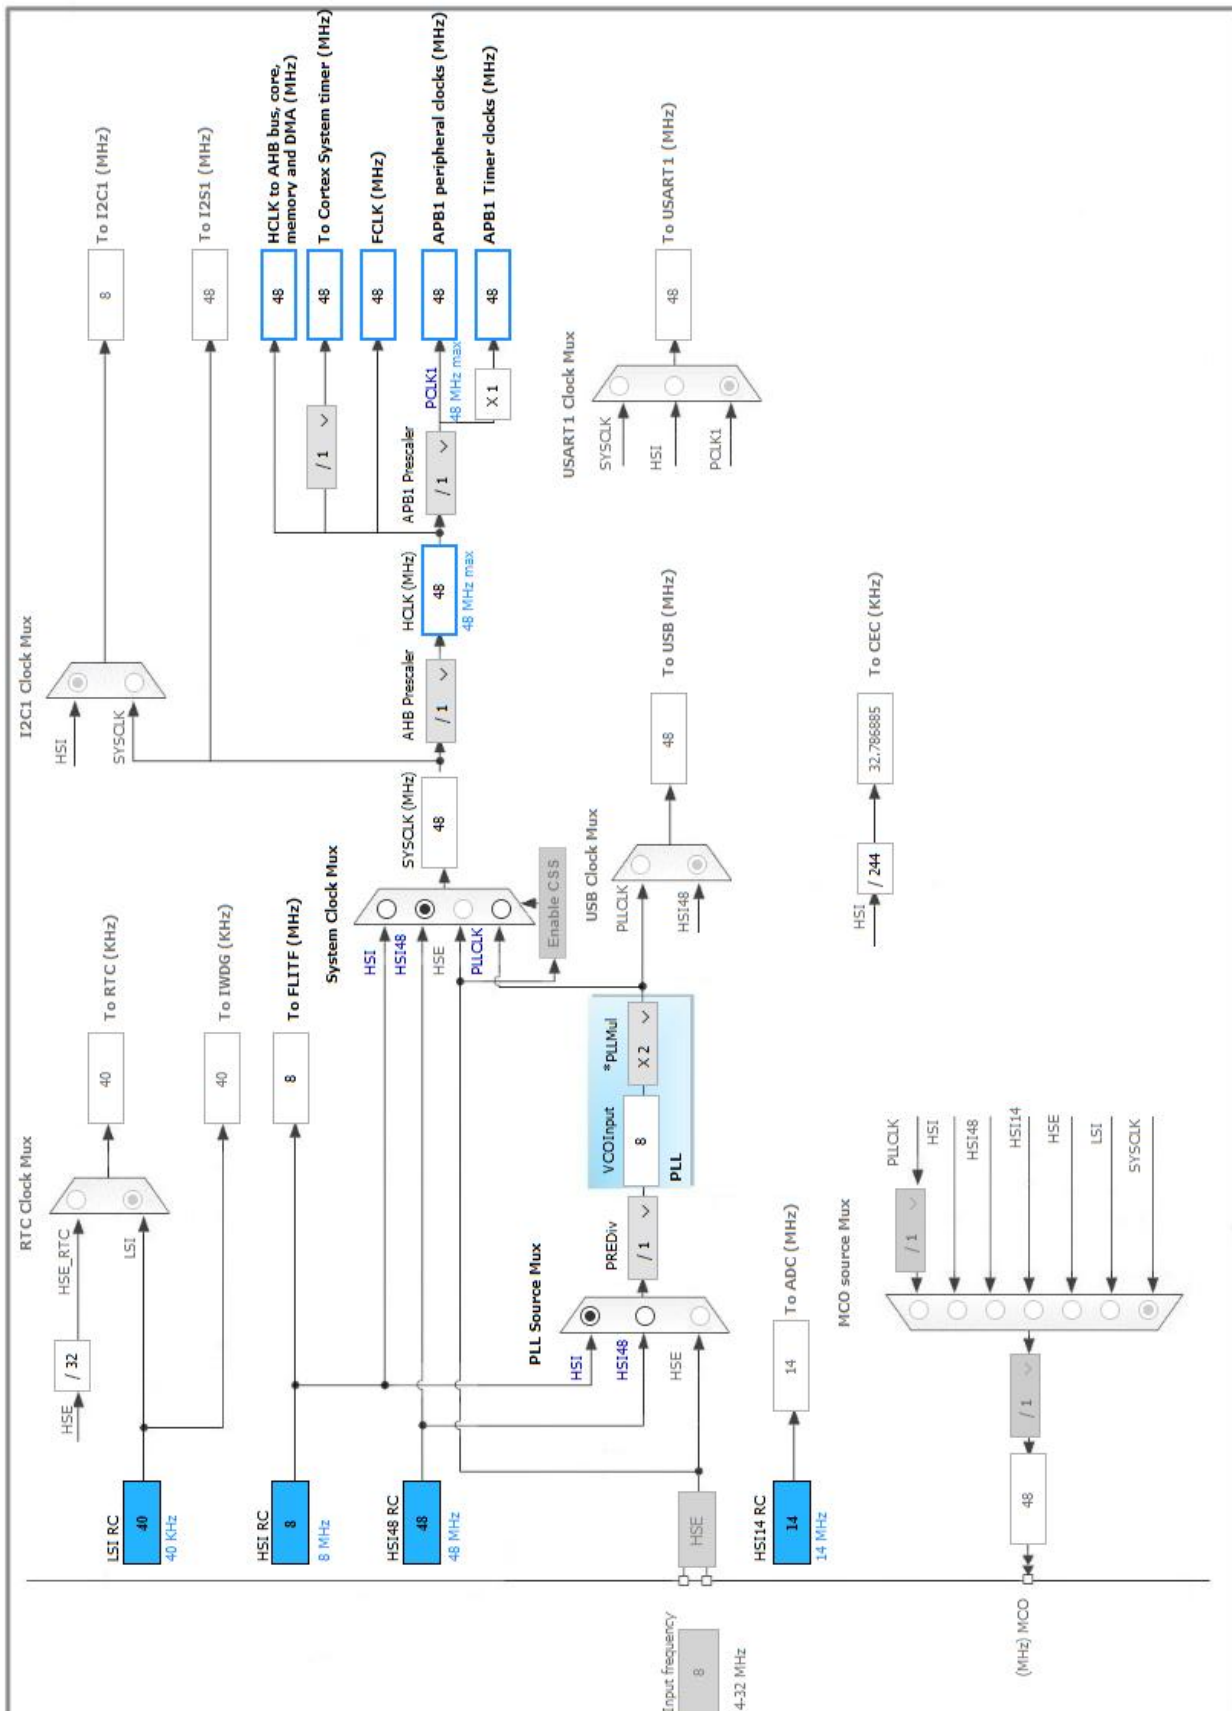 RTC Clock Mux
HSE
/ 32
HSE_RTC
40
To RTC (KHz)
LSI RC
40
40 KHz
LSI
40
To IWDG (KHz)
HSI RC
8
8 MHz
8
To FLITF (MHz)
HSI48 RC
48
48 MHz
System Clock Mux
HSI
HSI48
HSE
PLLCLK
Enable CSS
SYSCLK (MHz)
48
AHB Prescaler
/ 1
HCLK (MHz)
48
48 MHz max
APB1 Prescaler
/ 1
PCLK1
48 MHz max
/ 1
X 1
I2C1 Clock Mux
HSI
SYSCLK
8
To I2C1 (MHz)
48
To I2S1 (MHz)
48
HCLK to AHB bus, core,
memory and DMA (MHz)
48
To Cortex System timer (MHz)
48
FCLK (MHz)
48
APB1 peripheral clocks (MHz)
48
APB1 Timer clocks (MHz)
PLL Source Mux
HSI
HSI48
HSE
PREDiv
/ 1
VCOInput
8
*PLLMul
X 2
PLL
USB Clock Mux
PLLCLK
HSI48
48
To USB (MHz)
USART1 Clock Mux
SYSCLK
HSI
PCLK1
48
To USART1 (MHz)
Input frequency
8
4-32 MHz
HSE
HSI14 RC
14
14 MHz
14
To ADC (MHz)
HSI
/ 244
32.786885
To CEC (KHz)
MCO source Mux
(MHz) MCO
48
/ 1
/ 1
PLLCLK
HSI
HSI48
HSI14
HSE
LSI
SYSCLK